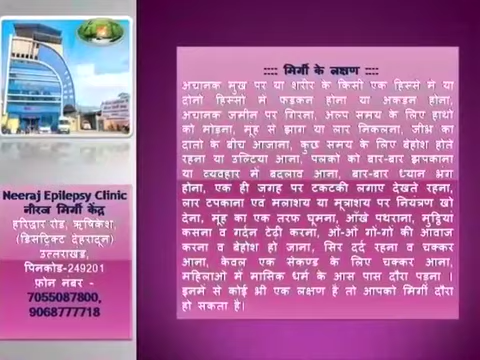 Neeraj Epilepsy Clinic
नीरज मिर्गी केंद्र
हरिद्वार रोड, ऋषिकेश,
(डिसट्रिक्ट देहरादून)
उत्तराखंड,
पिनकोड-249201
फ़ोन नंबर -
7055087800,
9068777718
:::: मिर्गी के लक्षण ::::
अचानक मुख पर या शरीर के किसी एक हिस्से में या
दोनों हिस्सों में फड़कन होना या अकडन होना,
अचानक जमीन पर गिरना, अल्प समय के लिए हाथों
को मोड़ना, मूह से झाग या लार निकलना, जीभ का
दातों के बीच आजाना, कुछ समय के लिए बेहोश होते
रहना या उल्टिया आना, पलकों को बार-बार झपकाना
या व्यवहार में बदलाव आना, बार-बार ध्यान भंग
होना, एक ही जगह पर टकटकी लगाए देखते रहना,
लार टपकाना एवं मलाशय या मूत्राशय पर नियंत्रण खो
देना, मूंह का एक तरफ घूमना, आँखे पथराना, मुट्ठियां
कसना व गर्दन टेढी करना, ओं-ओं गों-गों की आवाज
करना व बेहोश हो जाना, सिर दर्द रहना व चक्कर
आना, केवल एक सेकण्ड के लिए चक्कर आना,
महिलाओं में मासिक धर्म के आस पास दौरा पड़ना ।
इनमें से कोई भी एक लक्षण है तो आपको मिर्गी दौरा
हो सकता है।